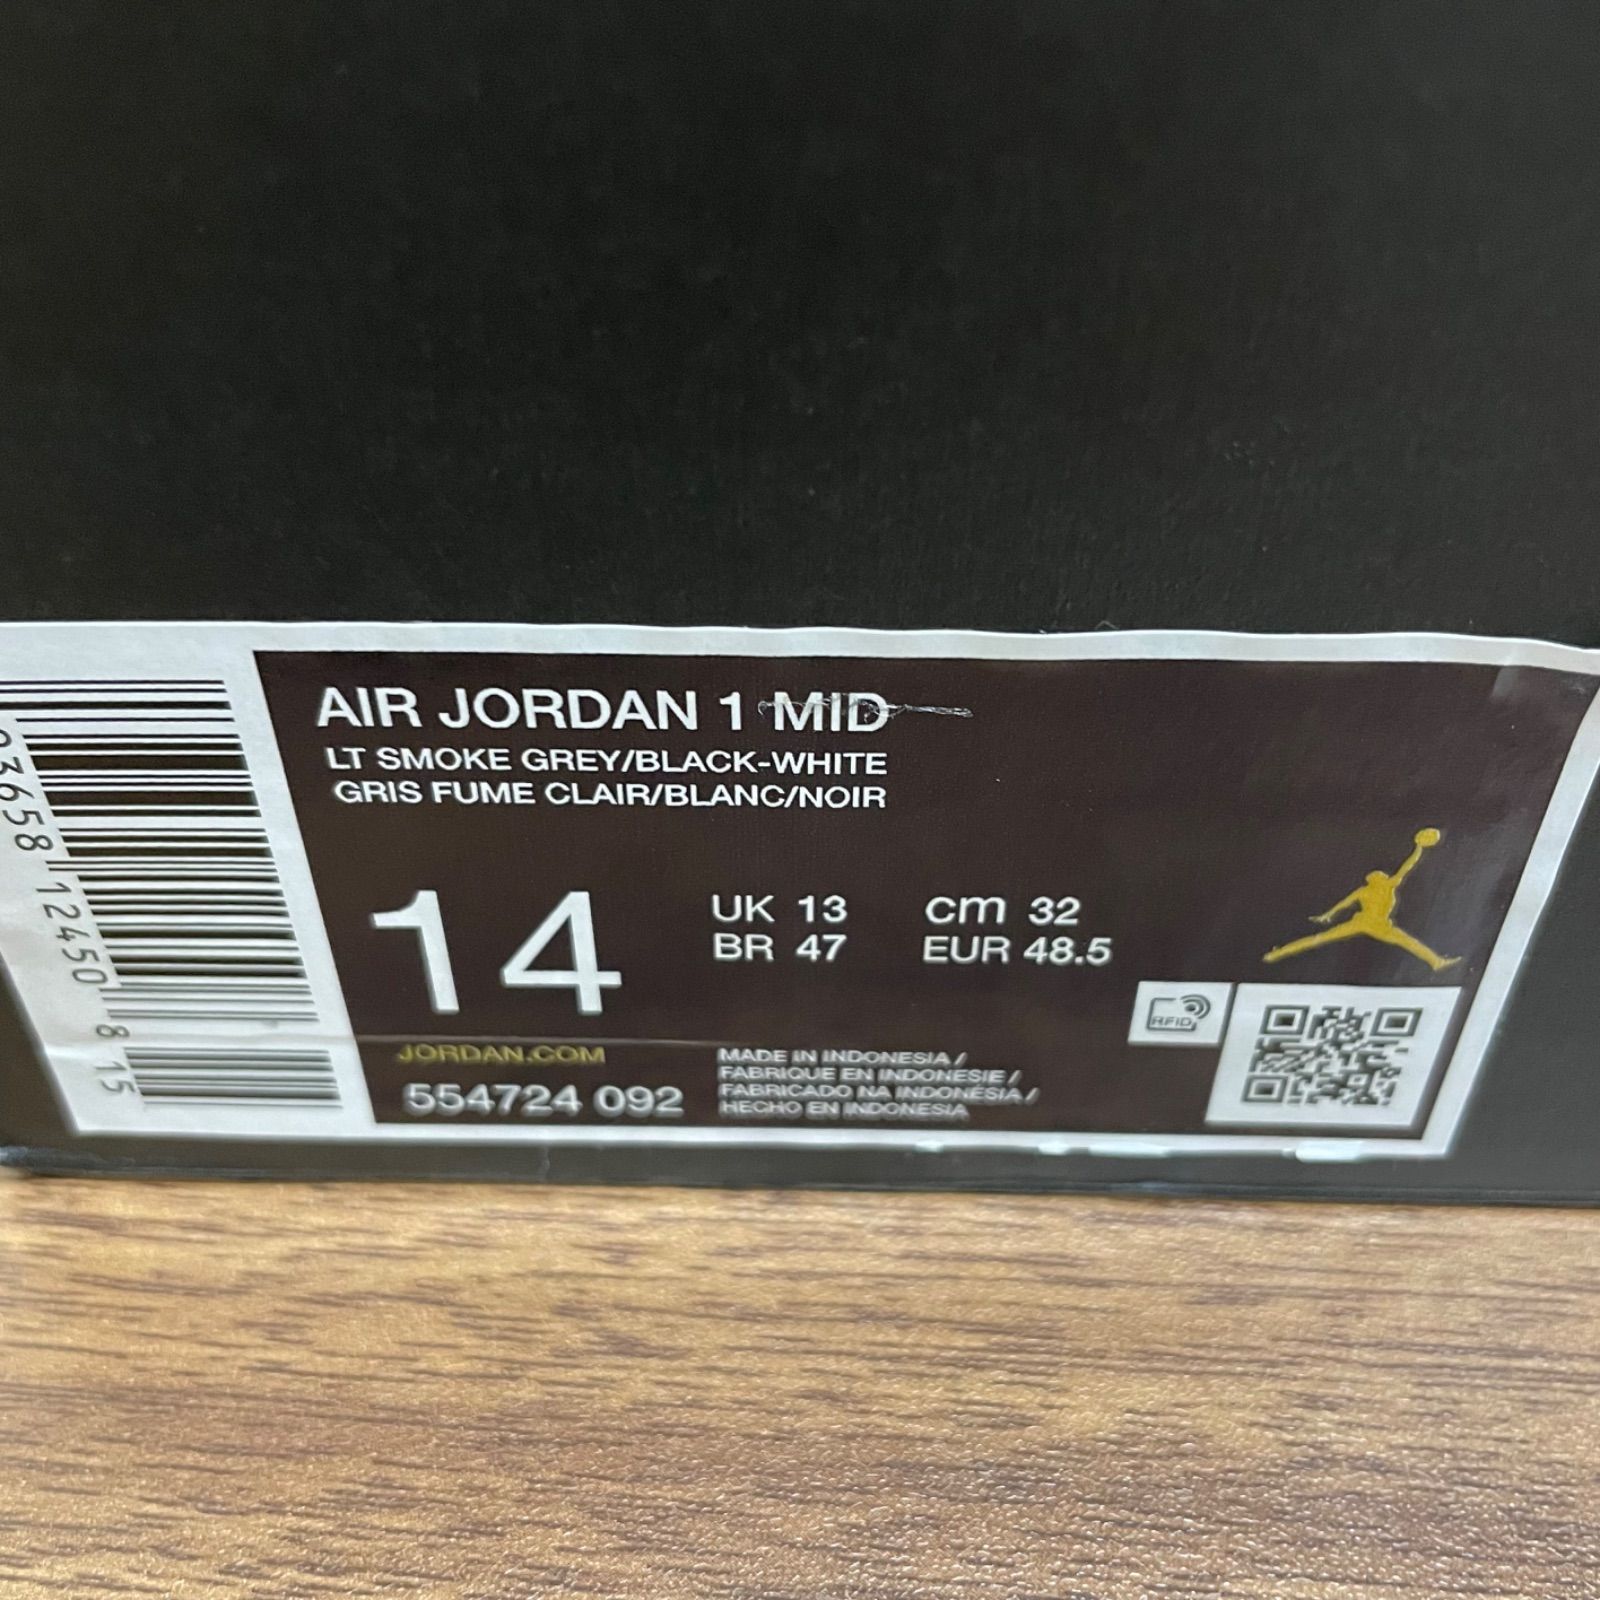 AIR JORDAN 1 MID
LT SMOKE GREY/BLACK-WHITE
GRIS FUME CLAIR/BLANC/NOIR
14
UK 13
BR 47
cm 32
EUR 48.5
RFID
JORDAN.COM
554724 092
MADE IN INDONESIA /
FABRIQUE EN INDONESIE /
FABRICADO NA INDONÉSIA /
HECHO EN INDONESIA
03658 12450 8 15